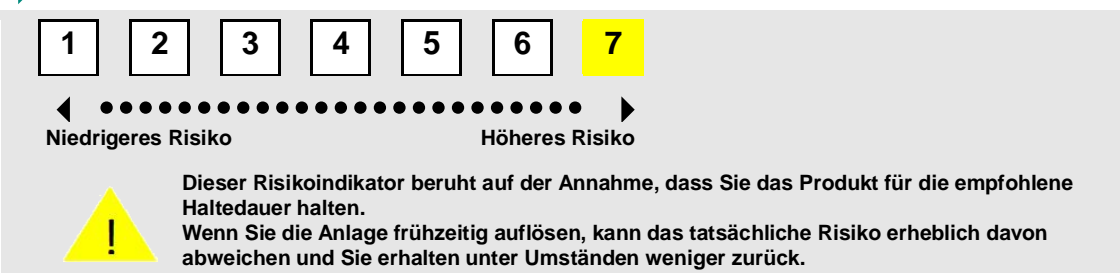 1 2 3 4 5 6 7
Niedrigeres Risiko Höheres Risiko
Dieser Risikoindikator beruht auf der Annahme, dass Sie das Produkt für die empfohlene
Haltedauer halten.
!
Wenn Sie die Anlage frühzeitig auflösen, kann das tatsächliche Risiko erheblich davon
abweichen und Sie erhalten unter Umständen weniger zurück.